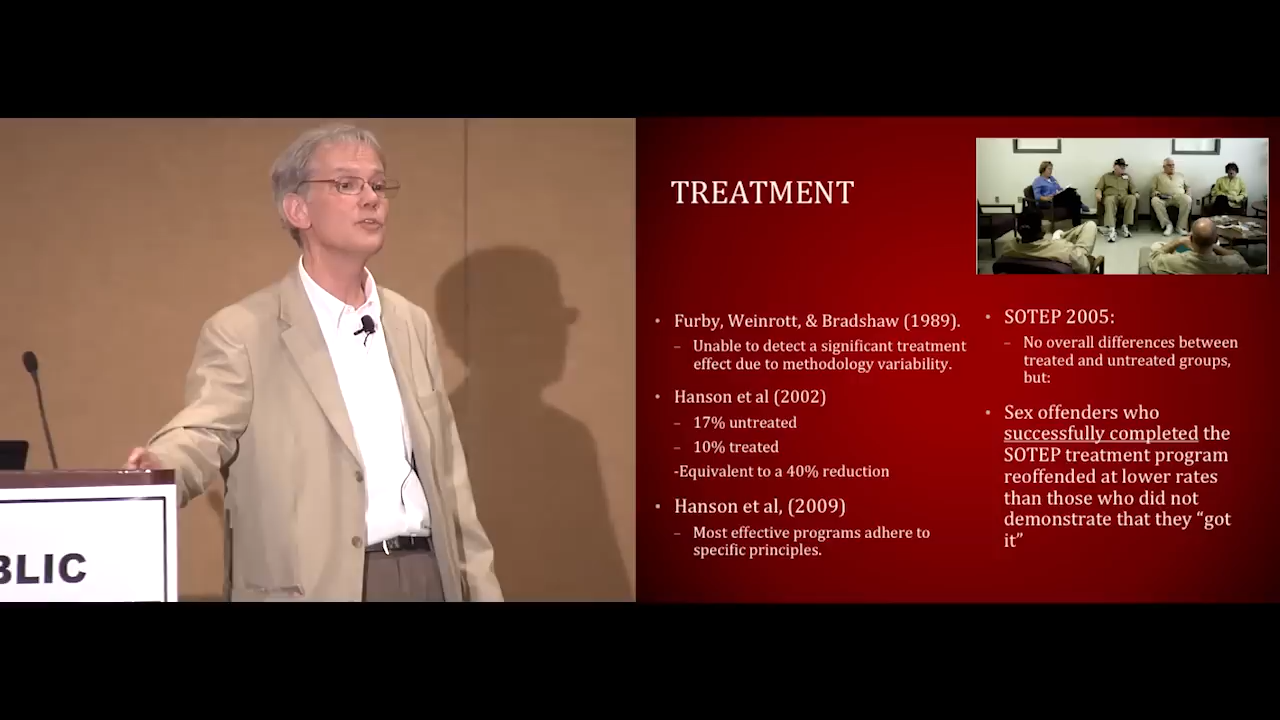 BLIC
TREATMENT
• Furby, Weinrott, & Bradshaw (1989).
– Unable to detect a significant treatment
effect due to methodology variability.
• Hanson et al (2002)
– 17% untreated
– 10% treated
-Equivalent to a 40% reduction
• Hanson et al, (2009)
– Most effective programs adhere to
specific principles.
• SOTEP 2005:
– No overall differences between
treated and untreated groups,
but:
• Sex offenders who
successfully completed the
SOTEP treatment program
reoffended at lower rates
than those who did not
demonstrate that they “got
it”